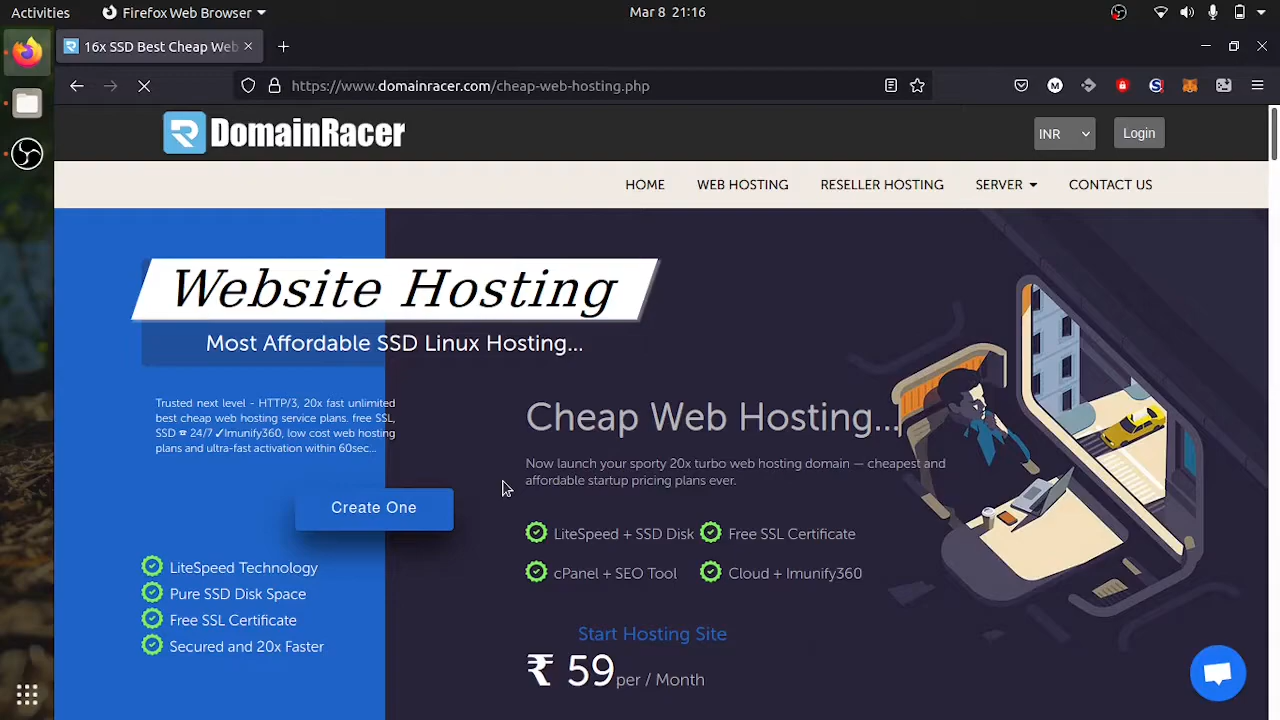 Activities
Firefox Web Browser
Mar 8 21:16
16x SSD Best Cheap Web
https://www.domainracer.com/cheap-web-hosting.php
DomainRacer
INR
Login
HOME
WEB HOSTING
RESELLER HOSTING
SERVER
CONTACT US
Website Hosting
Most Affordable SSD Linux Hosting...
Trusted next level - HTTP/3, 20x fast unlimited
best cheap web hosting service plans. free SSL,
SSD ☎ 24/7 ✓Imunify360, low cost web hosting
plans and ultra-fast activation within 60sec...
Create One
LiteSpeed Technology
Pure SSD Disk Space
Free SSL Certificate
Secured and 20x Faster
Cheap Web Hosting...
Now launch your sporty 20x turbo web hosting domain — cheapest and
affordable startup pricing plans ever.
LiteSpeed + SSD Disk
Free SSL Certificate
cPanel + SEO Tool
Cloud + Imunify360
Start Hosting Site
₹ 59 per / Month